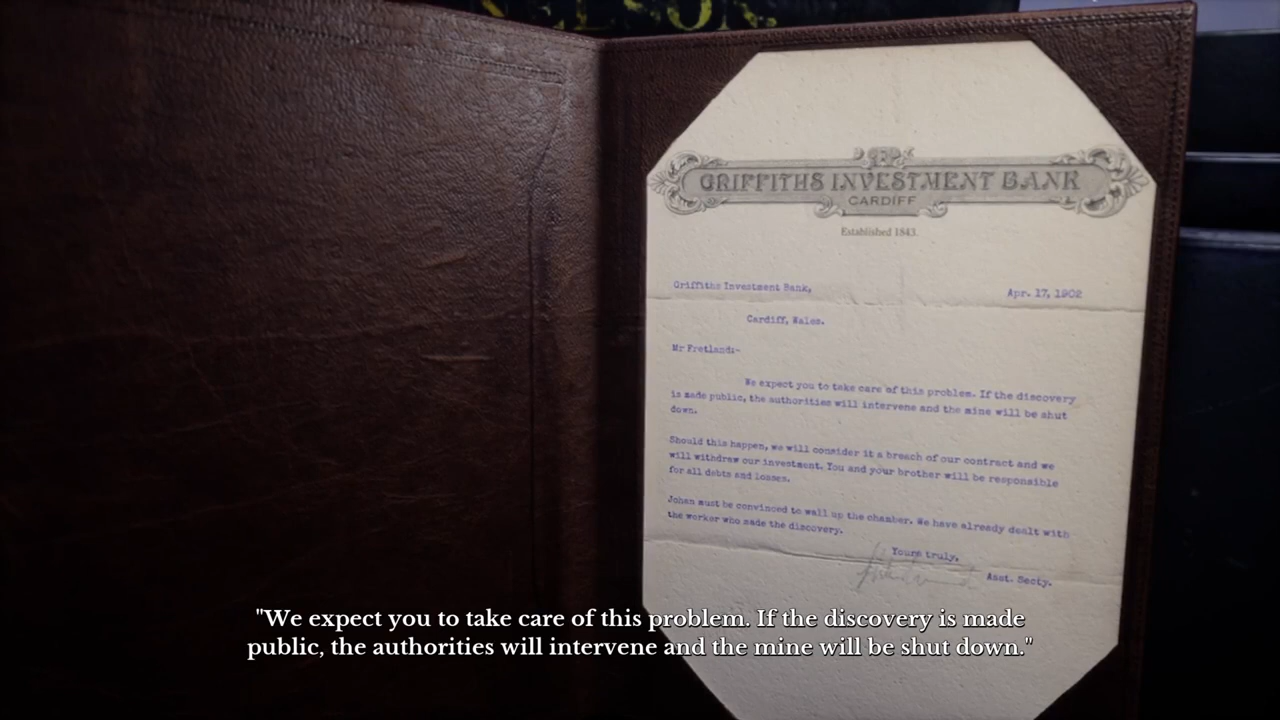 GRIFFITHS INVESTMENT BANK
CARDIFF
Established 1843.
Griffiths Investment Bank,
Apr. 17, 1902
Cardiff, Wales.
Mr Fretland:-
We expect you to take care of this problem. If the discovery
is made public, the authorities will intervene and the mine will be shut
down.
Should this happen, we will consider it a breach of our contract and we
will withdraw our investment. You and your brother will be responsible
for all debts and losses.
Johan must be convinced to wall up the chamber. We have already dealt with
the worker who made the discovery.
Yours truly,
Asst. Secty.
"We expect you to take care of this problem. If the discovery is made
public, the authorities will intervene and the mine will be shut down."